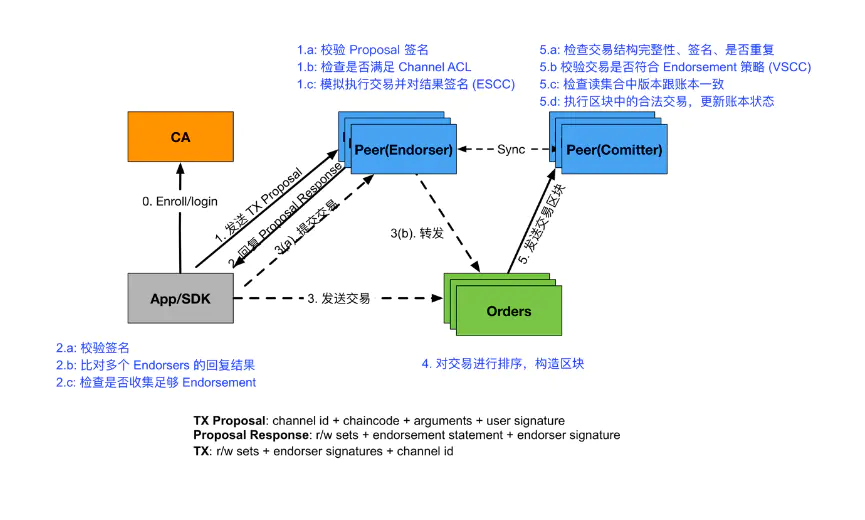 1.a: 校验 Proposal 签名
1.b: 检查是否满足 Channel ACL
1.c: 模拟执行交易并对结果签名 (ESCC)
5.a: 检查交易结构完整性、签名、是否重复
5.b 校验交易是否符合 Endorsement 策略 (VSCC)
5.c: 检查读集合中版本跟账本一致
5.d: 执行区块中的合法交易，更新账本状态
CA
Peer(Endorser)
Sync
Peer(Comitter)
0. Enroll/login
1. 发送 TX Proposal
2. 回复 Proposal Response
3(a). 提交交易
3(b). 转发
5. 发送交易区块
App/SDK
3. 发送交易
Orders
2.a: 校验签名
2.b: 比对多个 Endorsers 的回复结果
2.c: 检查是否收集足够 Endorsement
4. 对交易进行排序，构造区块
TX Proposal: channel id + chaincode + arguments + user signature
Proposal Response: r/w sets + endorsement statement + endorser signature
TX: r/w sets + endorser signatures + channel id